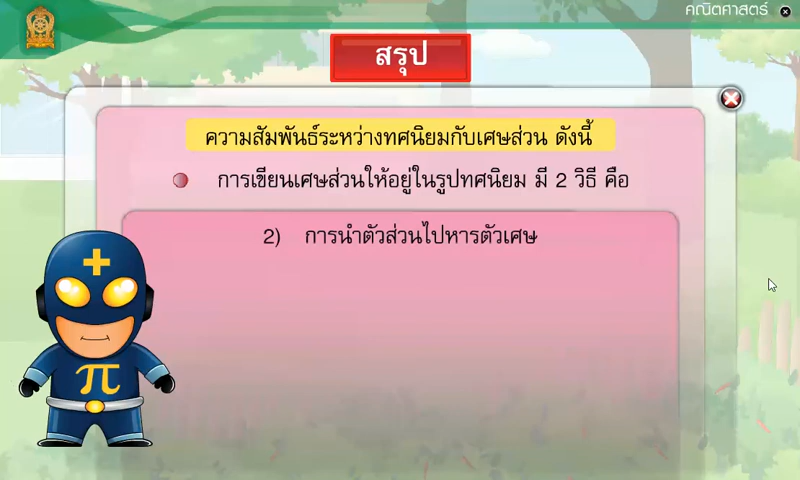 คณิตศาสตร์
สรุป
ความสัมพันธ์ระหว่างทศนิยมกับเศษส่วน ดังนี้
การเขียนเศษส่วนให้อยู่ในรูปทศนิยม มี 2 วิธี คือ
2) การนำตัวส่วนไปหารตัวเศษ
π